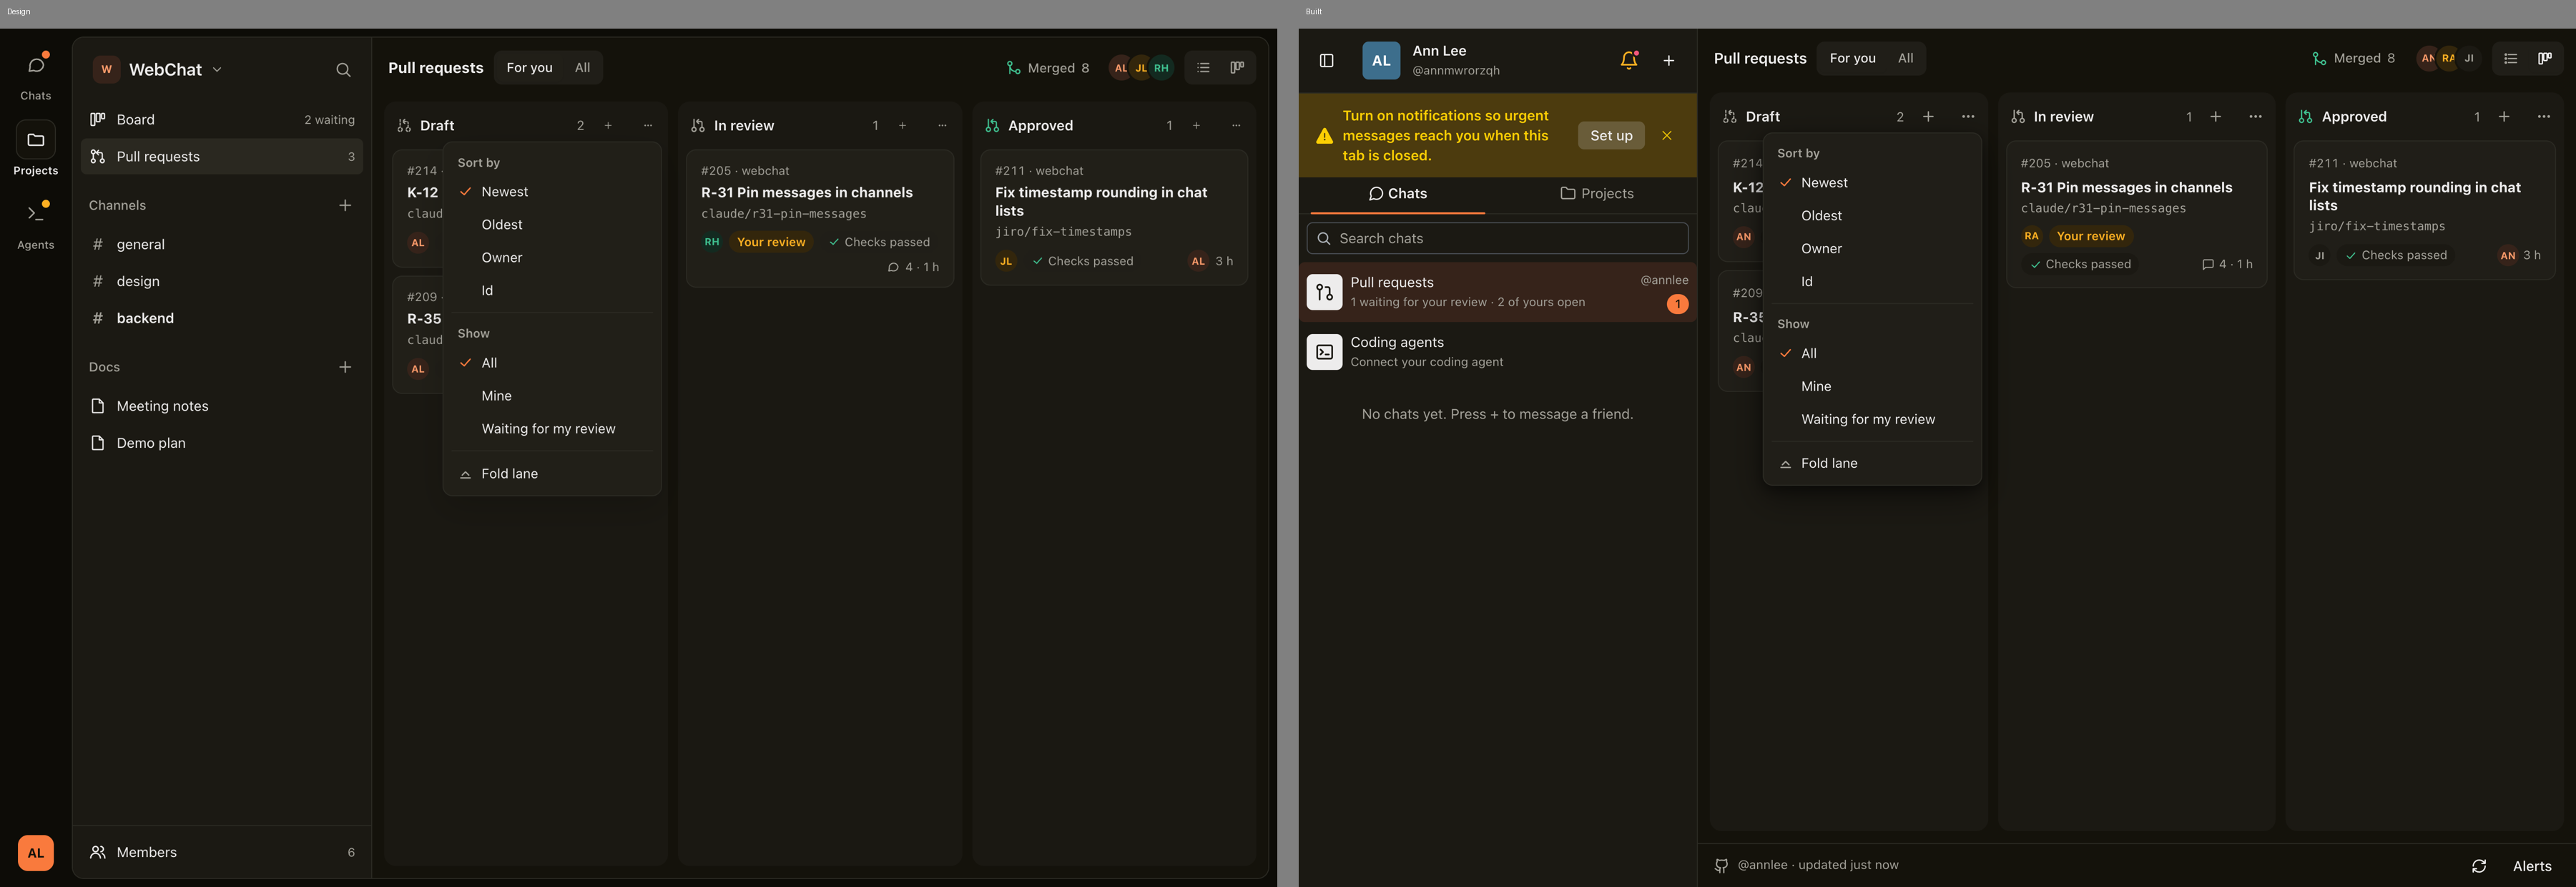 Design
Chats
Projects
Agents
AL
W WebChat
Board 2 waiting
Pull requests 3
Channels
# general
# design
# backend
Docs
Meeting notes
Demo plan
Members 6
Pull requests For you All
Merged 8 AL JL RH
Draft 2
#214 ·
K-12
claud
AL
#209 ·
R-35
claud
AL
Sort by
Newest
Oldest
Owner
Id
Show
All
Mine
Waiting for my review
Fold lane
In review 1
#205 · webchat
R-31 Pin messages in channels
claude/r31-pin-messages
RH Your review Checks passed
4 · 1 h
Approved 1
#211 · webchat
Fix timestamp rounding in chat
lists
jiro/fix-timestamps
JL Checks passed AL 3 h
Built
AL Ann Lee
@annmwrorzqh
Turn on notifications so urgent
messages reach you when this
tab is closed.
Set up
Chats Projects
Search chats
Pull requests @annlee
1 waiting for your review · 2 of yours open 1
Coding agents
Connect your coding agent
No chats yet. Press + to message a friend.
Pull requests For you All
Merged 8 AN RA JI
Draft 2
#214
K-12
clau
AN
#209
R-35
clau
AN
Sort by
Newest
Oldest
Owner
Id
Show
All
Mine
Waiting for my review
Fold lane
In review 1
#205 · webchat
R-31 Pin messages in channels
claude/r31-pin-messages
RA Your review
Checks passed 4 · 1 h
Approved 1
#211 · webchat
Fix timestamp rounding in chat
lists
jiro/fix-timestamps
JI Checks passed AN 3 h
@annlee · updated just now
Alerts